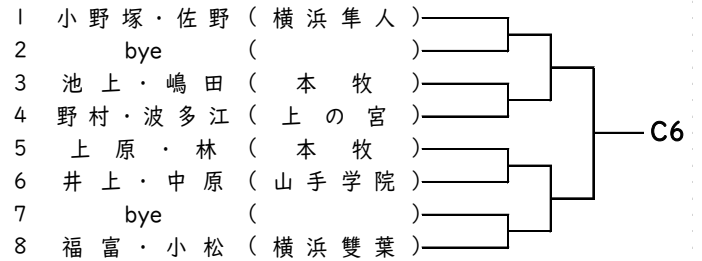 1 小野塚・佐野 ( 横浜隼人 )
2 bye ( )
3 池上・嶋田 ( 本牧 )
4 野村・波多江 ( 上の宮 )
5 上原・林 ( 本牧 )
6 井上・中原 ( 山手学院 )
7 bye ( )
8 福富・小松 ( 横浜雙葉 )
C6